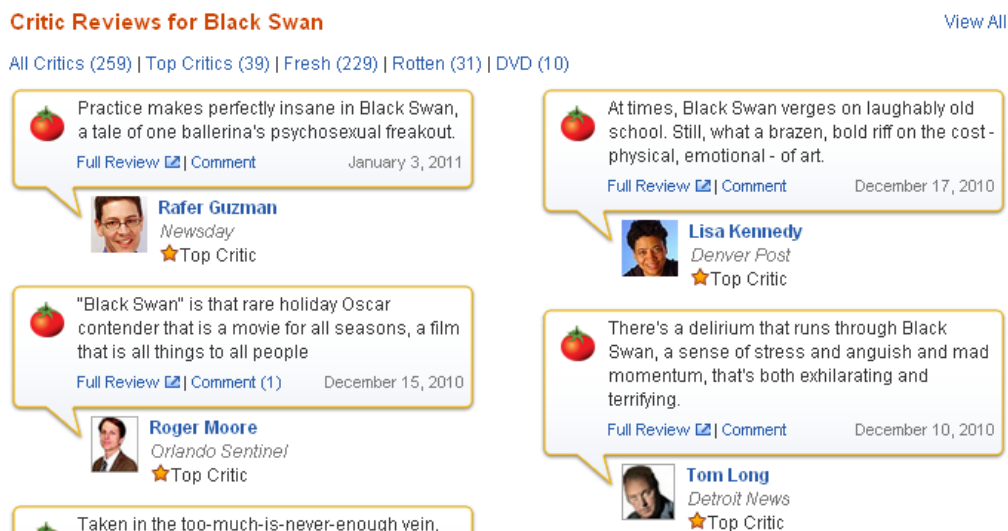 Critic Reviews for Black Swan
View All
All Critics (259) | Top Critics (39) | Fresh (229) | Rotten (31) | DVD (10)
Practice makes perfectly insane in Black Swan,
a tale of one ballerina's psychosexual freakout.
Full Review | Comment January 3, 2011
Rafer Guzman
Newsday
Top Critic
"Black Swan" is that rare holiday Oscar
contender that is a movie for all seasons, a film
that is all things to all people
Full Review | Comment (1) December 15, 2010
Roger Moore
Orlando Sentinel
Top Critic
Taken in the too-much-is-never-enough vein,
At times, Black Swan verges on laughably old
school. Still, what a brazen, bold riff on the cost -
physical, emotional - of art.
Full Review | Comment December 17, 2010
Lisa Kennedy
Denver Post
Top Critic
There's a delirium that runs through Black
Swan, a sense of stress and anguish and mad
momentum, that's both exhilarating and
terrifying.
Full Review | Comment December 10, 2010
Tom Long
Detroit News
Top Critic